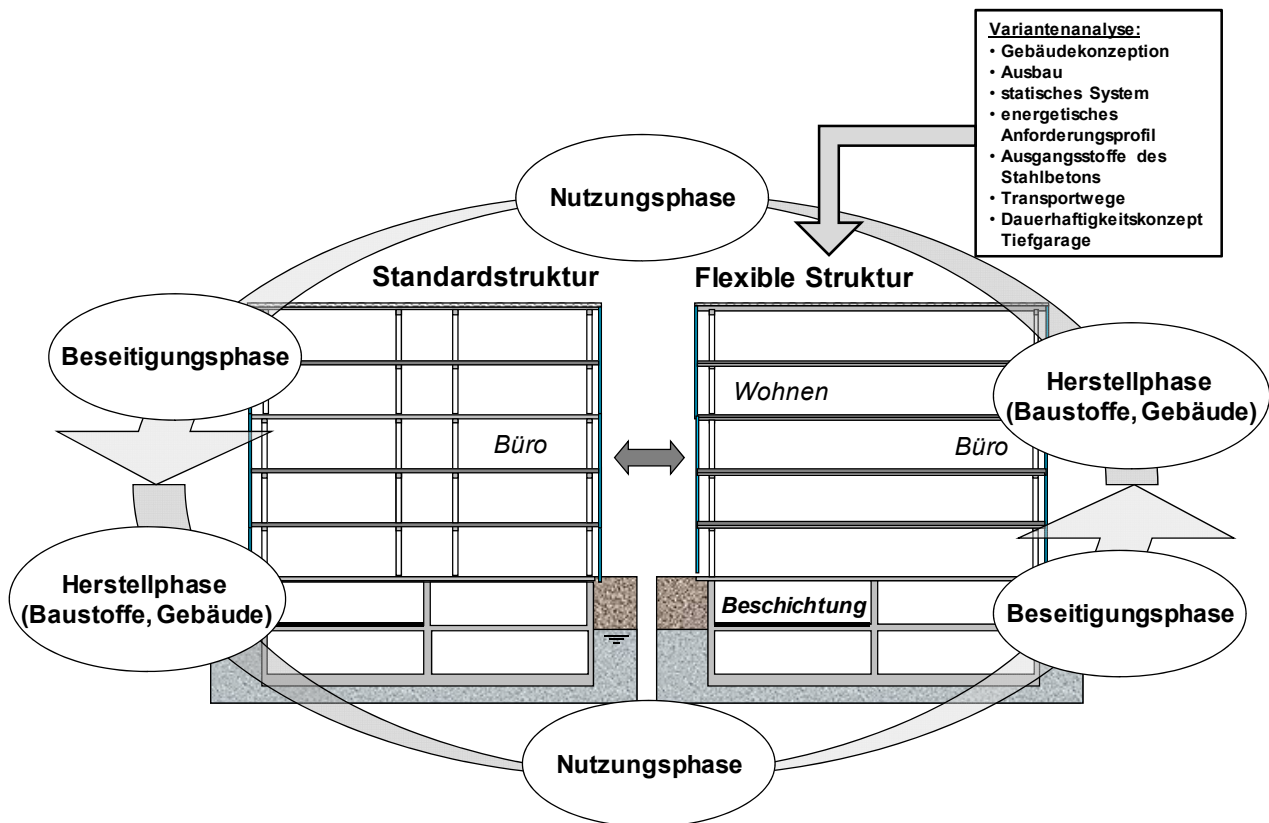 Variantenanalyse:
• Gebäudekonzeption
• Ausbau
• statisches System
• energetisches
Anforderungsprofil
• Ausgangsstoffe des
Stahlbetons
• Transportwege
• Dauerhaftigkeitskonzept
Tiefgarage
Nutzungsphase
Standardstruktur
Flexible Struktur
Beseitigungsphase
Wohnen
Herstellphase
(Baustoffe, Gebäude)
Büro
Büro
Herstellphase
(Baustoffe, Gebäude)
Beschichtung
Beseitigungsphase
Nutzungsphase